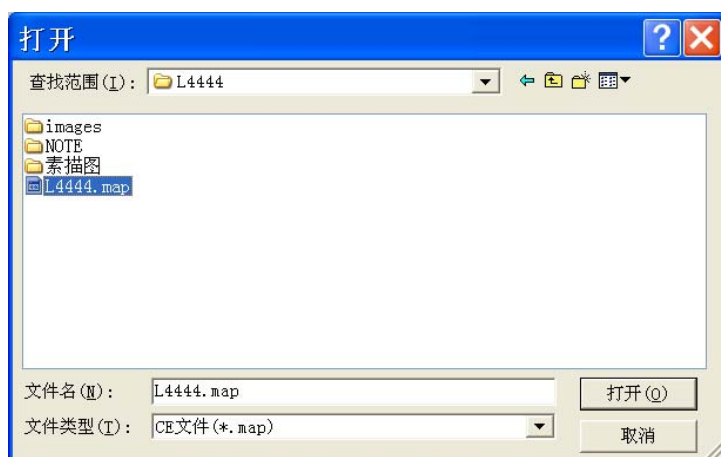 打开
查找范围(I): L4444
images
NOTE
素描图
L4444.map
文件名(N): L4444.map 打开(O)
文件类型(T): CE文件(*.map) 取消